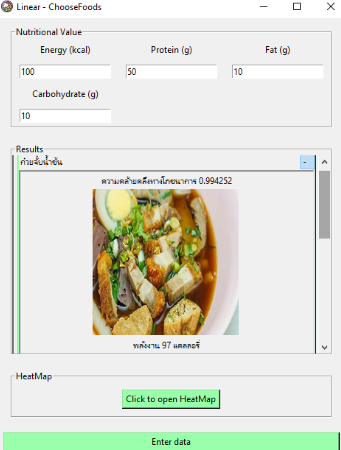 Linear - ChooseFoods
Nutritional Value
Energy (kcal) Protein (g) Fat (g)
100 50 10
Carbohydrate (g)
10
Results
ก๋วยจั๊บน้ำข้น -
ความคล้ายคลึงทางโภชนาการ 0.994252
พลังงาน 97 แคลลอรี่
HeatMap
Click to open HeatMap
Enter data